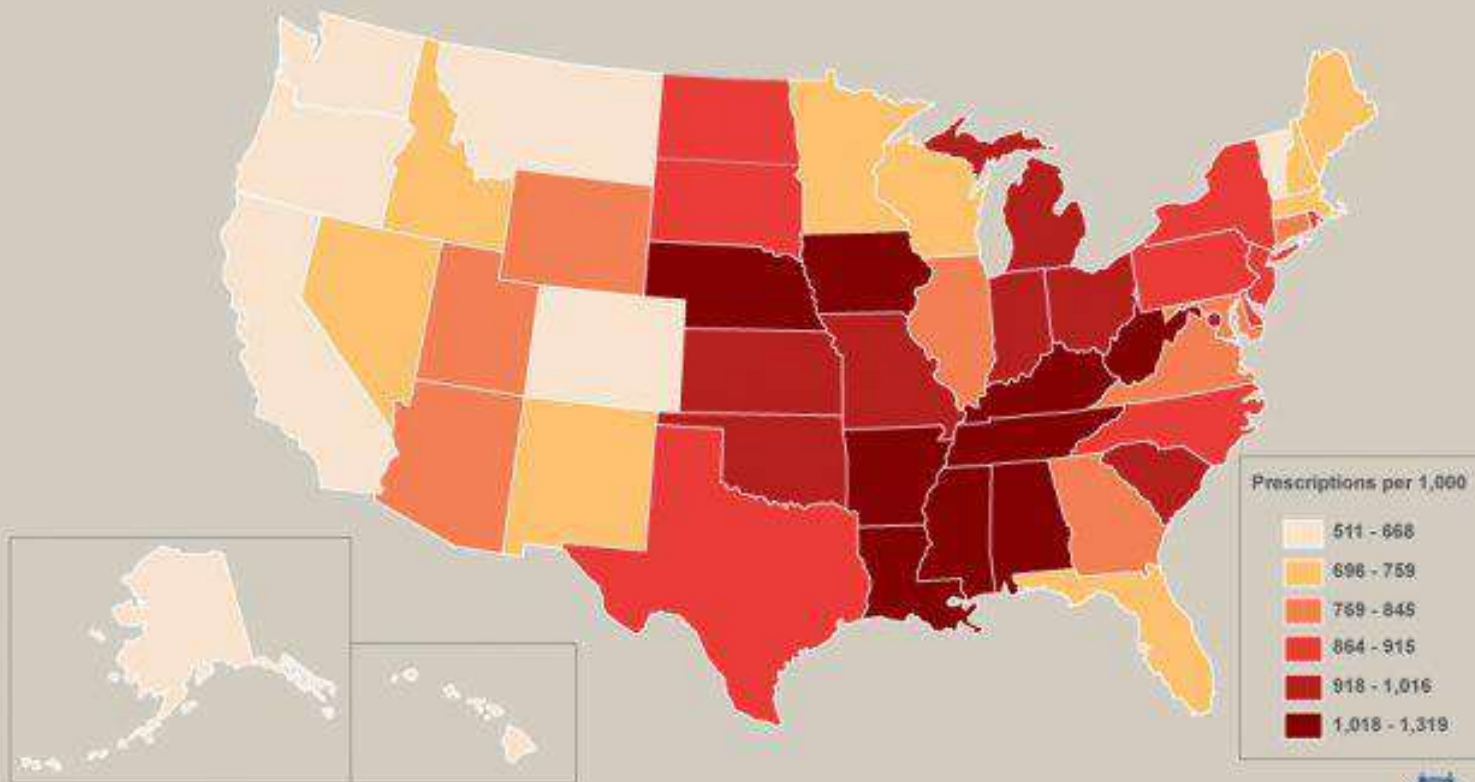 Prescriptions per 1,000
511 - 668
696 - 759
769 - 845
864 - 915
918 - 1,016
1,018 - 1,319